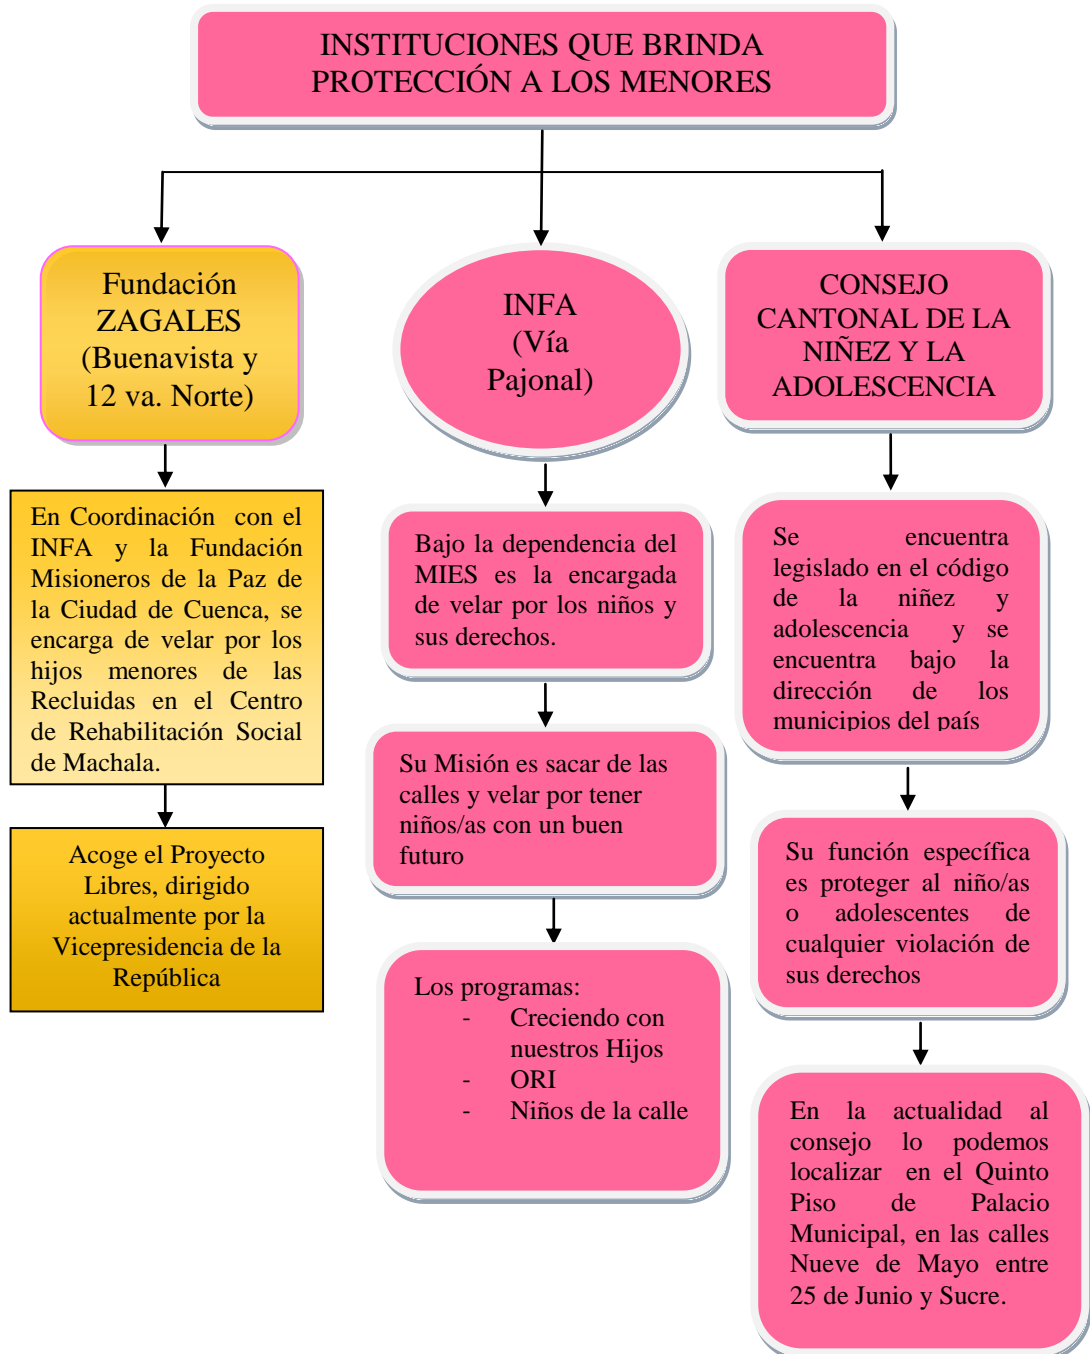 INSTITUCIONES QUE BRINDA
PROTECCIÓN A LOS MENORES
Fundación
ZAGALES
(Buenavista y
12 va. Norte)
En Coordinación con el
INFA y la Fundación
Misioneros de la Paz de
la Ciudad de Cuenca, se
encarga de velar por los
hijos menores de las
Recluidas en el Centro
de Rehabilitación Social
de Machala.
Acoge el Proyecto
Libres, dirigido
actualmente por la
Vicepresidencia de la
República
INFA
(Vía
Pajonal)
Bajo la dependencia del
MIES es la encargada
de velar por los niños y
sus derechos.
Su Misión es sacar de las
calles y velar por tener
niños/as con un buen
futuro
Los programas:
- Creciendo con
nuestros Hijos
- ORI
- Niños de la calle
CONSEJO
CANTONAL DE LA
NIÑEZ Y LA
ADOLESCENCIA
Se encuentra
legislado en el código
de la niñez y
adolescencia y se
encuentra bajo la
dirección de los
municipios del país
Su función específica
es proteger al niño/as
o adolescentes de
cualquier violación de
sus derechos
En la actualidad al
consejo lo podemos
localizar en el Quinto
Piso de Palacio
Municipal, en las calles
Nueve de Mayo entre
25 de Junio y Sucre.